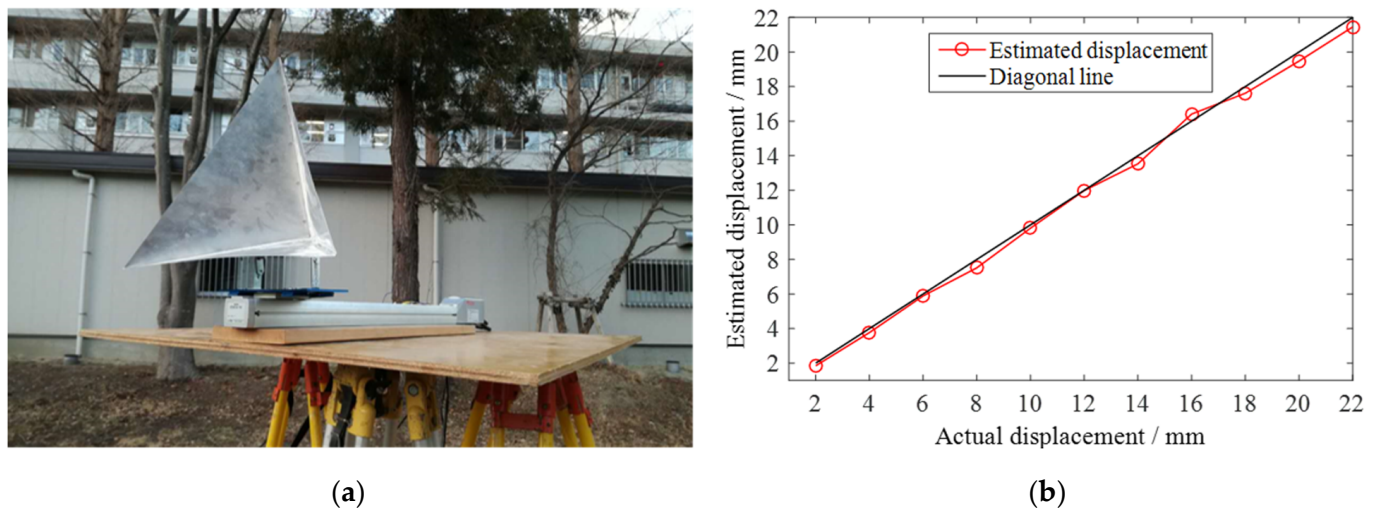 22
20
18
16
14
12
10
8
6
4
2
Estimated displacement / mm
Estimated displacement
Diagonal line
2 4 6 8 10 12 14 16 18 20 22
Actual displacement / mm
(a)
(b)